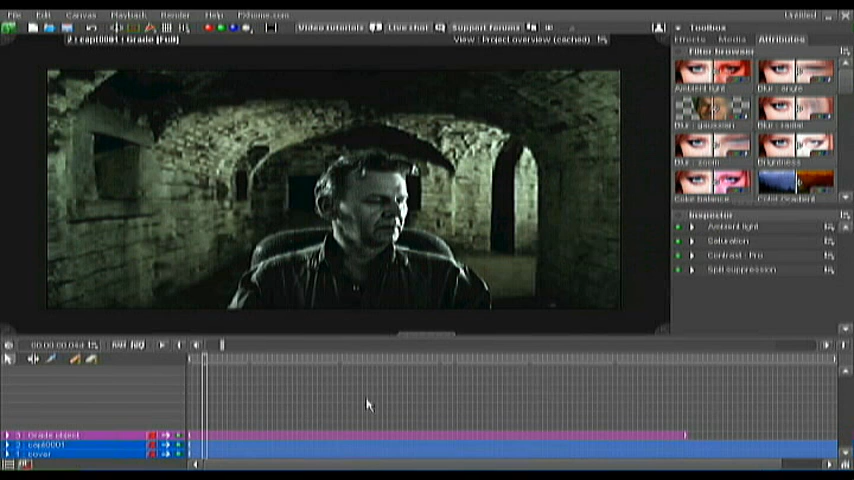 File Edit Canvas Playback Render Help Fxhome.com
Untitled
Video tutorials Live chat Support forums
Toolbox
2 : capt0001 : Grade [Full]
View : Project overview (cached)
Effects Media Attributes
Filter browser
Ambient light Blur : angle
Blur : gaussian Blur : radial
Blur : zoom Brightness
Color balance Color Gradient
Inspector
Ambient light
Saturation
Contrast : Pro
Spill suppression
3 : Grade object
2 : capt0001
1 : cover